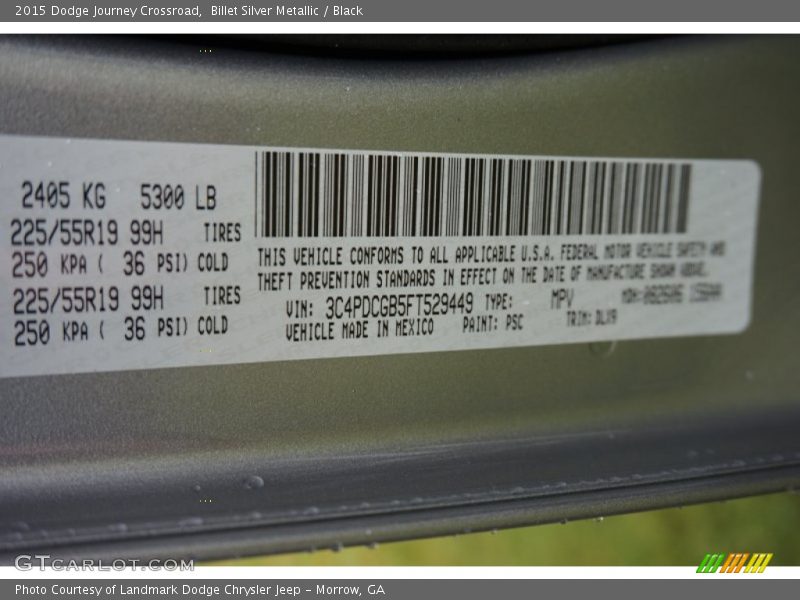 2015 Dodge Journey Crossroad, Billet Silver Metallic / Black
2405 KG 5300 LB
225/55R19 99H TIRES
250 KPA ( 36 PSI) COLD
225/55R19 99H TIRES
250 KPA ( 36 PSI) COLD
THIS VEHICLE CONFORMS TO ALL APPLICABLE U.S.A. FEDERAL MOTOR VEHICLE SAFETY AND
THEFT PREVENTION STANDARDS IN EFFECT ON THE DATE OF MANUFACTURE SHOWN ABOVE.
VIN: 3C4PDCGB5FT529449 TYPE: MPV MDH:
VEHICLE MADE IN MEXICO PAINT: PSC TRIM:
GTCARLOT.COM
Photo Courtesy of Landmark Dodge Chrysler Jeep - Morrow, GA